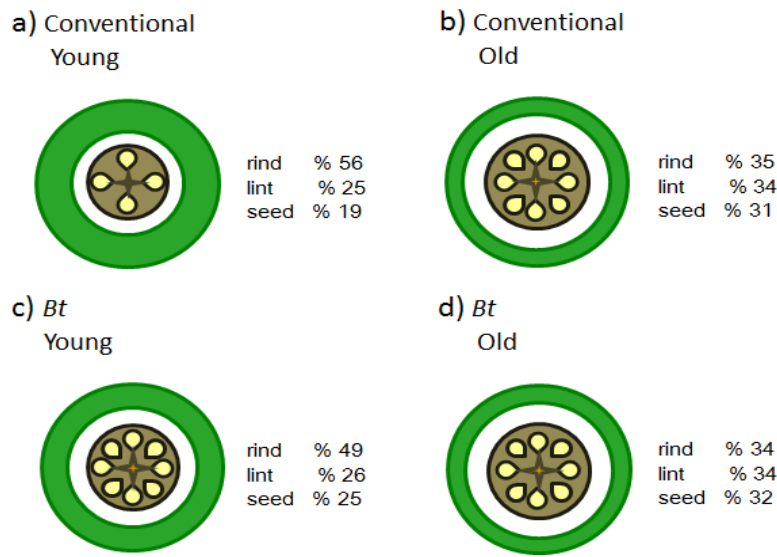 a) Conventional
Young
rind % 56
lint % 25
seed % 19
b) Conventional
Old
rind % 35
lint % 34
seed % 31
c) Bt
Young
rind % 49
lint % 26
seed % 25
d) Bt
Old
rind % 34
lint % 34
seed % 32